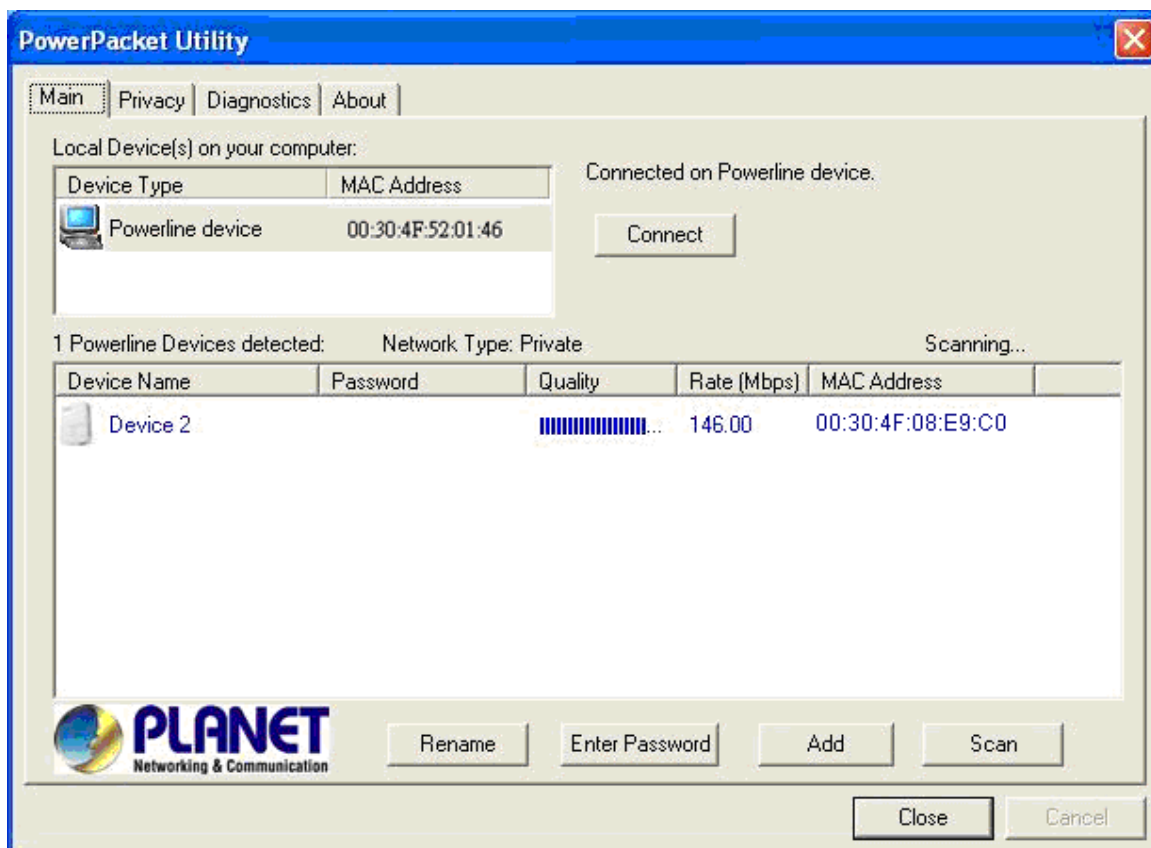 PowerPacket Utility
Main Privacy Diagnostics About
Local Device(s) on your computer:
Device Type MAC Address
Powerline device 00:30:4F:52:01:46
Connected on Powerline device.
Connect
1 Powerline Devices detected: Network Type: Private Scanning...
Device Name Password Quality Rate (Mbps) MAC Address
Device 2 ... 146.00 00:30:4F:08:E9:C0
PLANET
Networking & Communication
Rename Enter Password Add Scan
Close Cancel